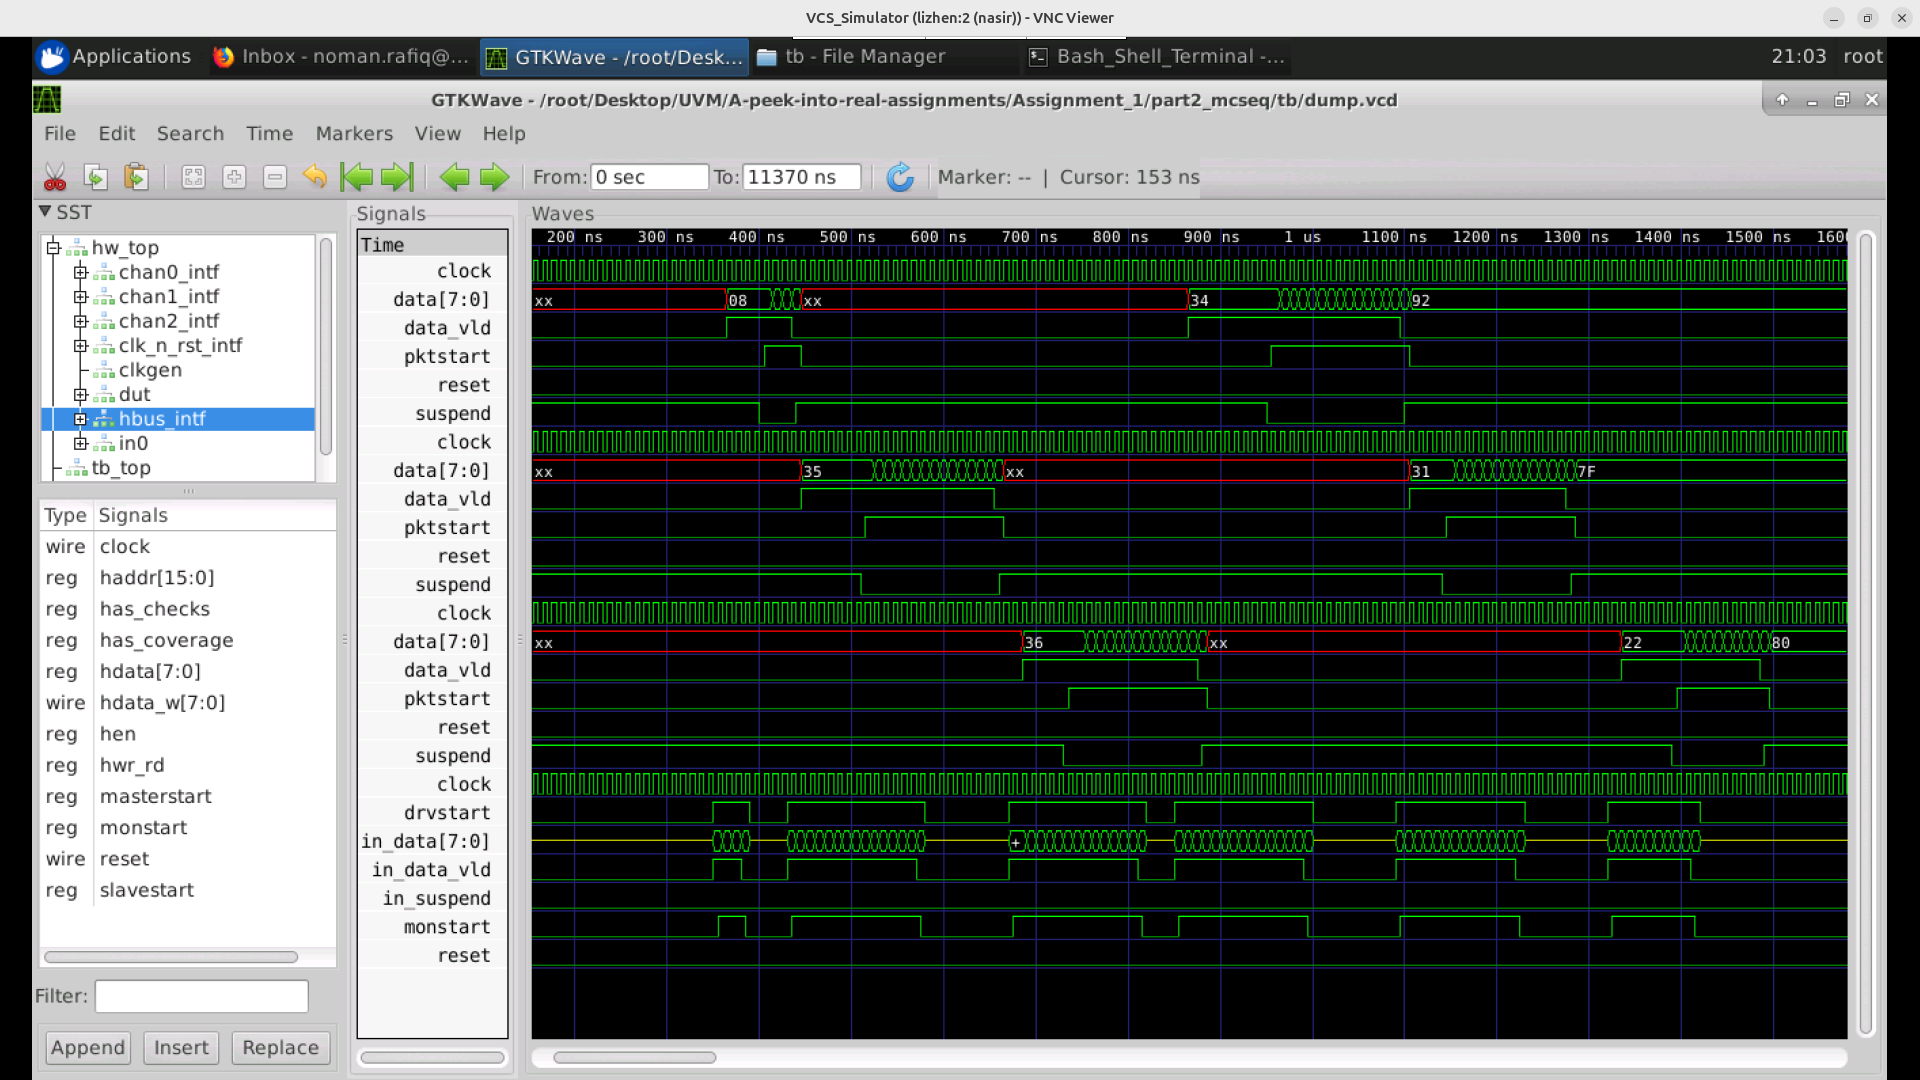 VCS_Simulator (lizhen:2 (nasir)) - VNC Viewer
Applications Inbox - noman.rafiq@... GTKWave - /root/Desk... tb - File Manager Bash_Shell_Terminal -... 21:03 root
GTKWave - /root/Desktop/UVM/A-peek-into-real-assignments/Assignment_1/part2_mcseq/tb/dump.vcd
File Edit Search Time Markers View Help
From: 0 sec To: 11370 ns Marker: -- | Cursor: 153 ns
SST
hw_top
chan0_intf
chan1_intf
chan2_intf
clk_n_rst_intf
clkgen
dut
hbus_intf
in0
tb_top
Type Signals
wire clock
reg haddr[15:0]
reg has_checks
reg has_coverage
reg hdata[7:0]
wire hdata_w[7:0]
reg hen
reg hwr_rd
reg masterstart
reg monstart
wire reset
reg slavestart
Filter:
Append Insert Replace
Signals
Time
clock
data[7:0]
data_vld
pktstart
reset
suspend
clock
data[7:0]
data_vld
pktstart
reset
suspend
clock
data[7:0]
data_vld
pktstart
reset
suspend
clock
drvstart
in_data[7:0]
in_data_vld
in_suspend
monstart
reset
Waves
200 ns 300 ns 400 ns 500 ns 600 ns 700 ns 800 ns 900 ns 1 us 1100 ns 1200 ns 1300 ns 1400 ns 1500 ns 1600
xx 08 xx 34 92
xx 35 xx 31 7F
xx 36 xx 22 80
+